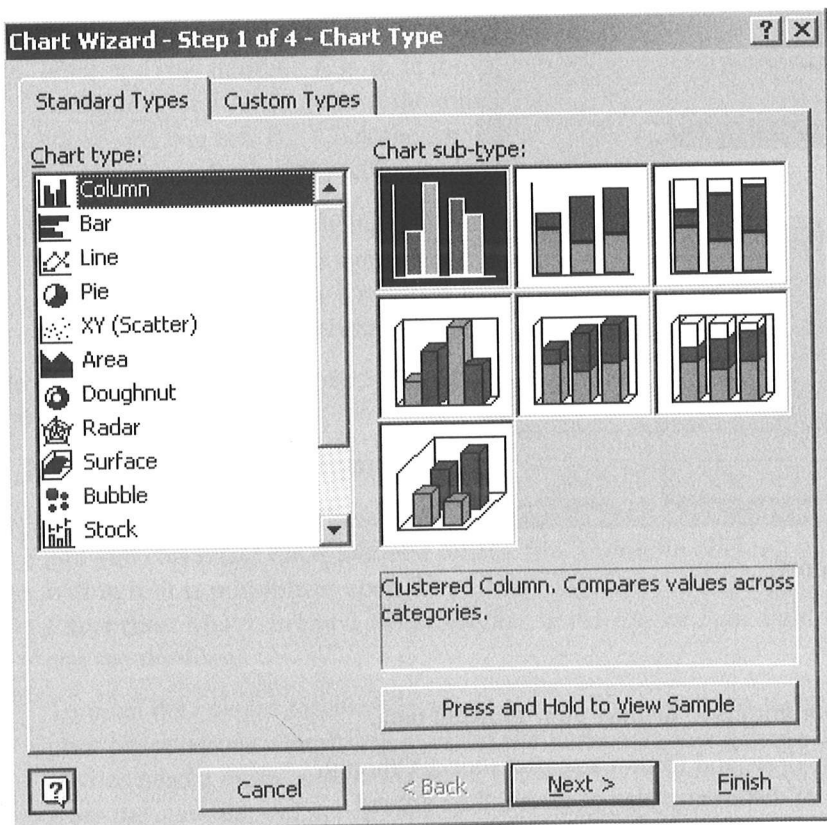 Chart Wizard - Step 1 of 4 - Chart Type
? X
Standard Types
Custom Types
Chart type:
Column
Bar
Line
Pie
XY (Scatter)
Area
Doughnut
Radar
Surface
Bubble
Stock
Chart sub-type:
Clustered Column. Compares values across
categories.
Press and Hold to View Sample
?
Cancel
< Back
Next >
Finish